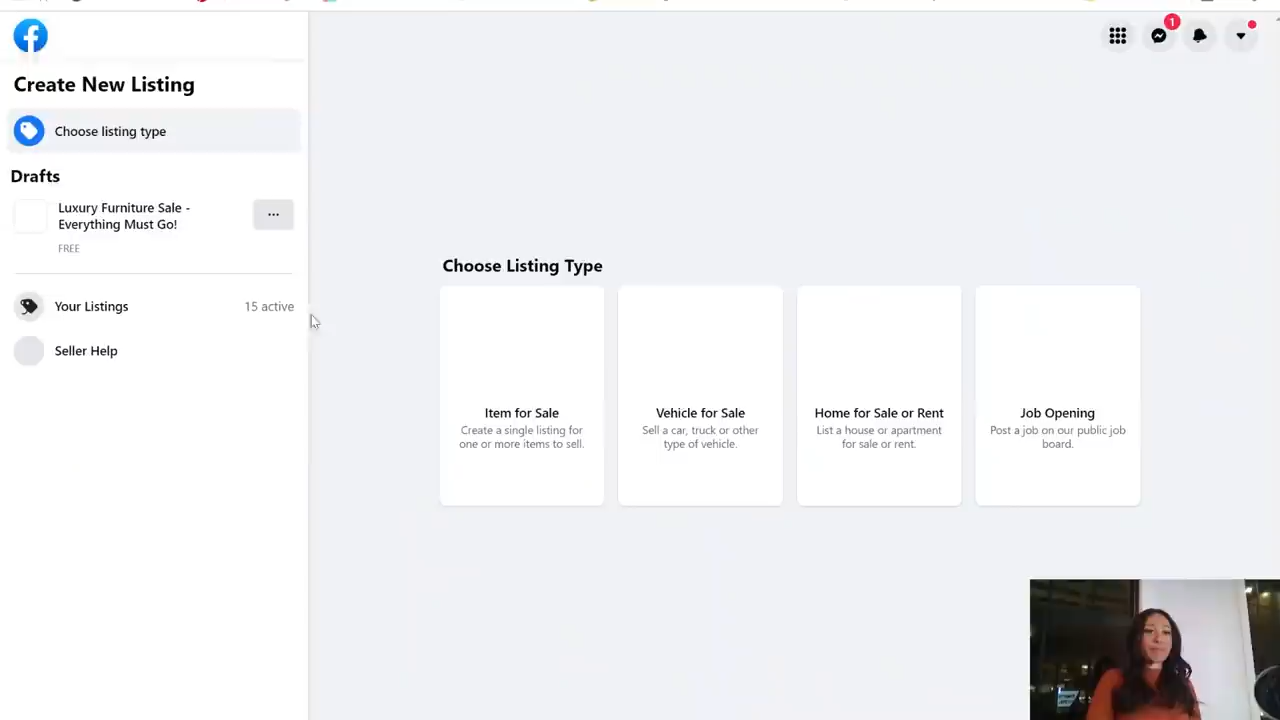 1
Create New Listing
Choose listing type
Drafts
Luxury Furniture Sale -
Everything Must Go!
...
FREE
Your Listings 15 active
Seller Help
Choose Listing Type
Item for Sale
Create a single listing for
one or more items to sell.
Vehicle for Sale
Sell a car, truck or other
type of vehicle.
Home for Sale or Rent
List a house or apartment
for sale or rent.
Job Opening
Post a job on our public job
board.